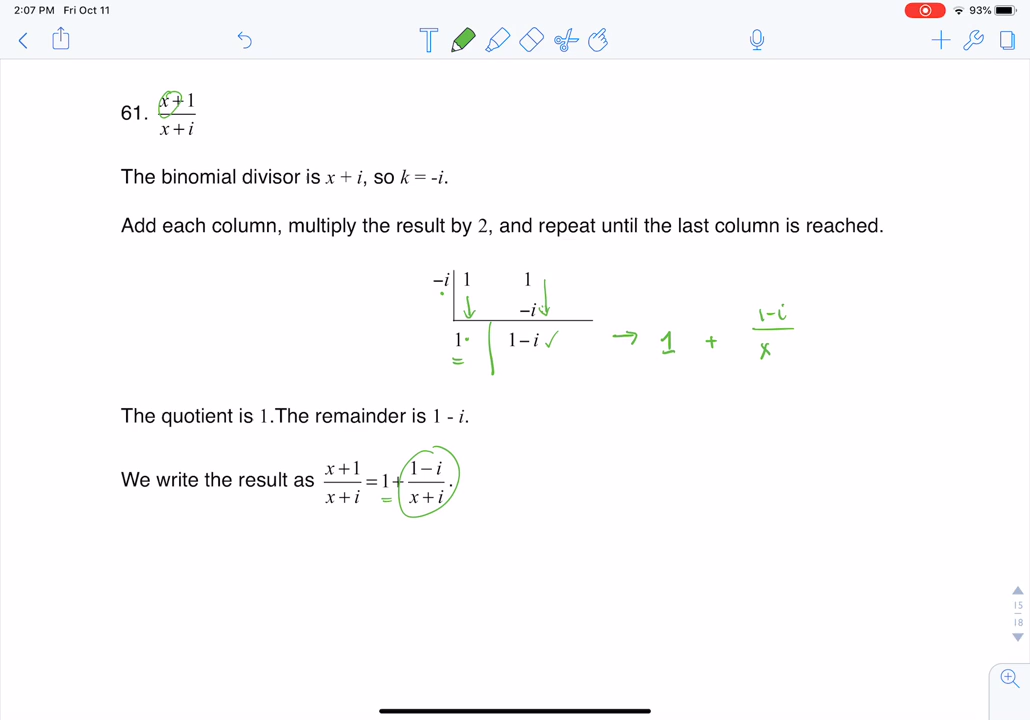 2:07 PM Fri Oct 11 93%
T
61. x + 1
x + i
The binomial divisor is x + i, so k = -i.
Add each column, multiply the result by 2, and repeat until the last column is reached.
−i 1 1
−i
1 1 − i ✓ → 1 + 1-i
x
The quotient is 1.The remainder is 1 - i.
We write the result as x + 1 / x + i = 1 + 1 − i / x + i .
15
18